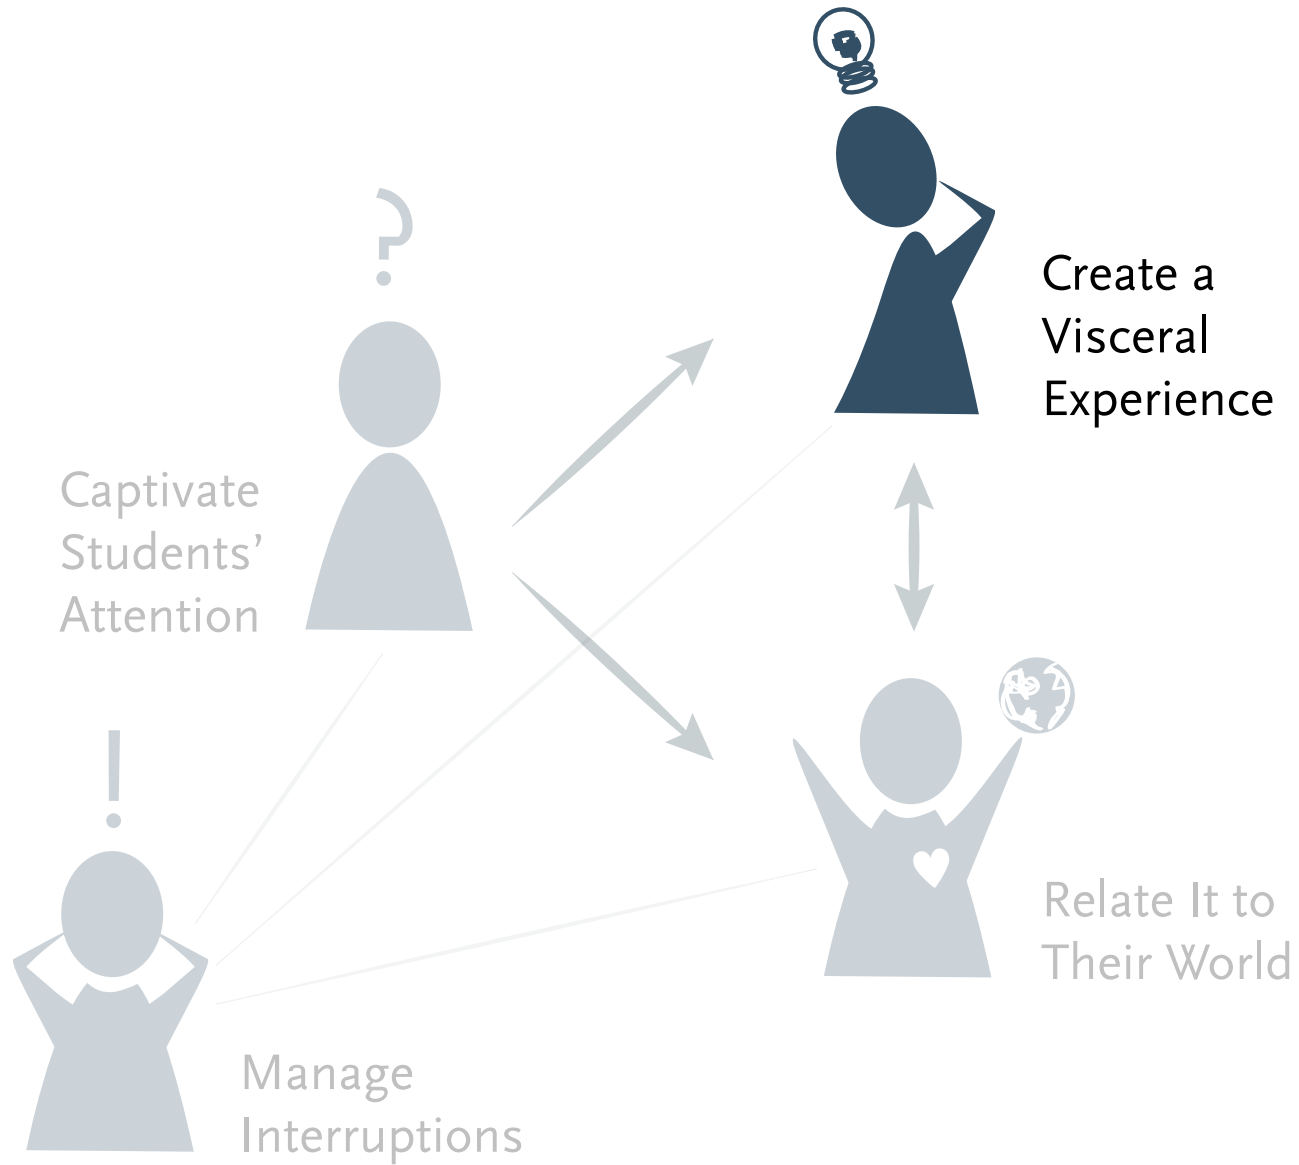 ?
Create a
Visceral
Experience
Captivate
Students’
Attention
!
Relate It to
Their World
Manage
Interruptions